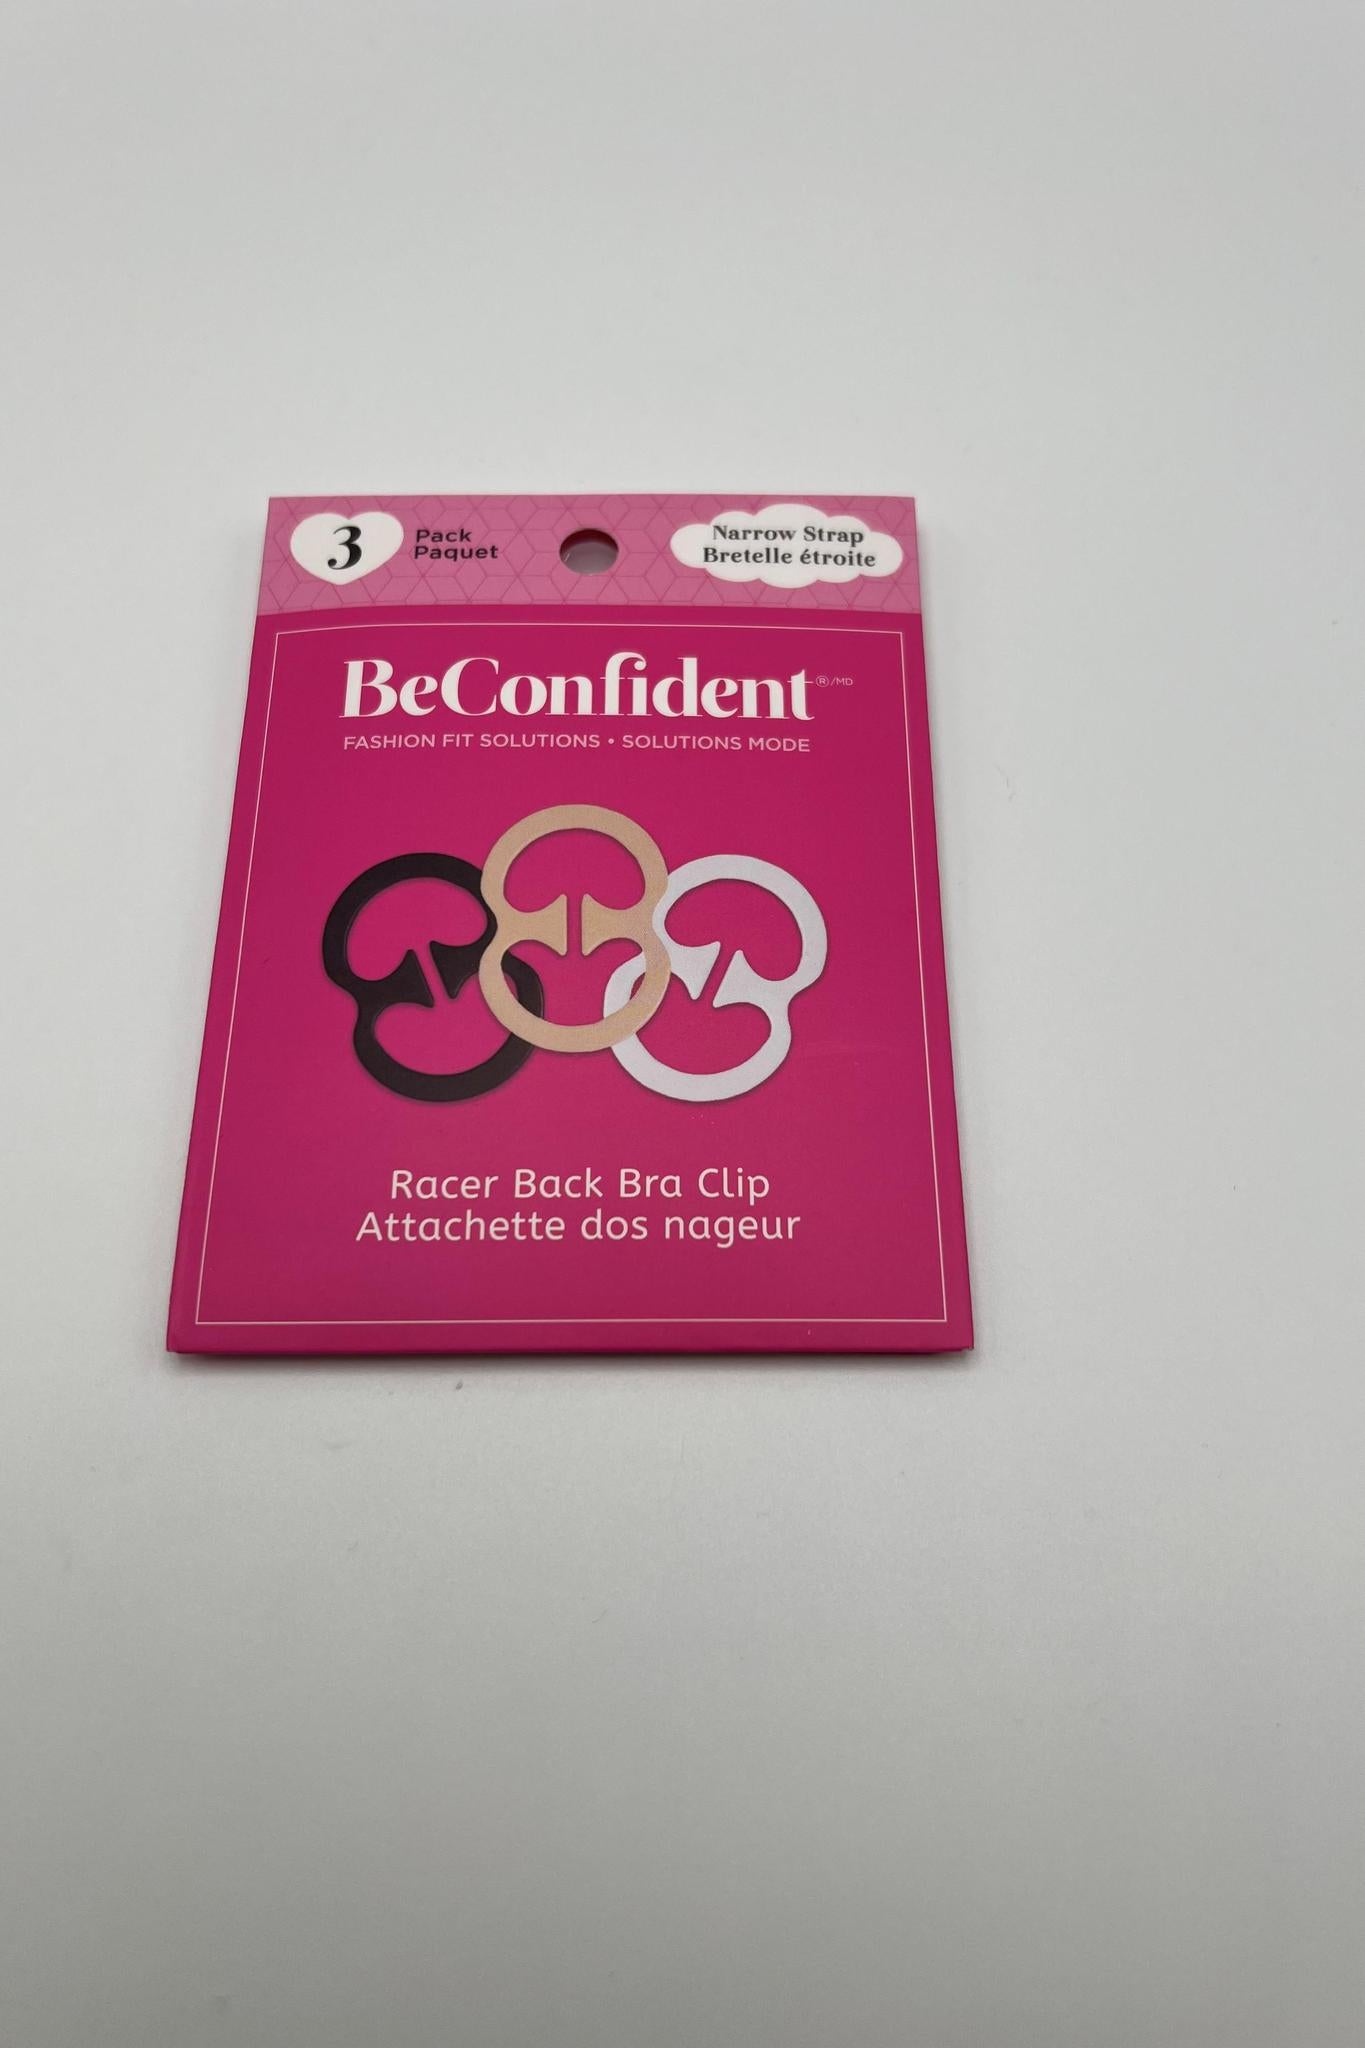 3
Pack
Paquet
Narrow Strap
Bretelle étroite
BeConfident®/MD
FASHION FIT SOLUTIONS • SOLUTIONS MODE
Racer Back Bra Clip
Attachette dos nageur